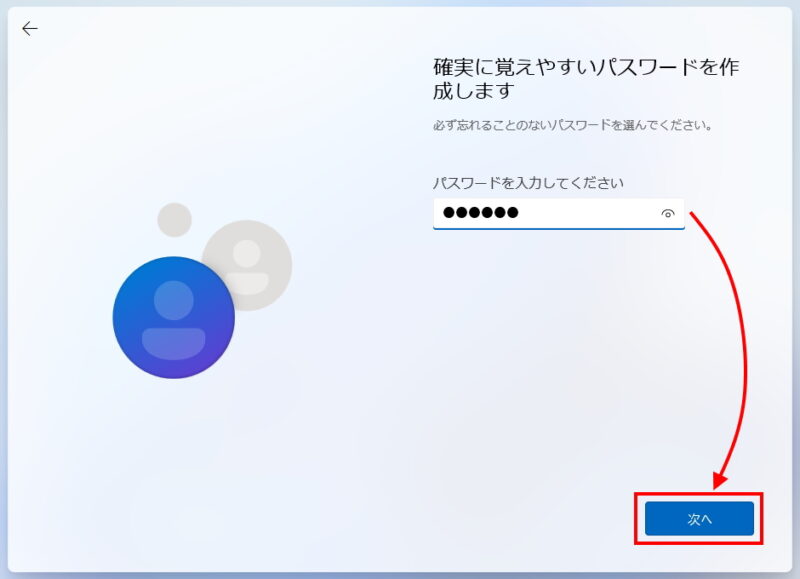 確実に覚えやすいパスワードを作
成します
必ず忘れることのないパスワードを選んでください。
パスワードを入力してください
●●●●●●
次へ